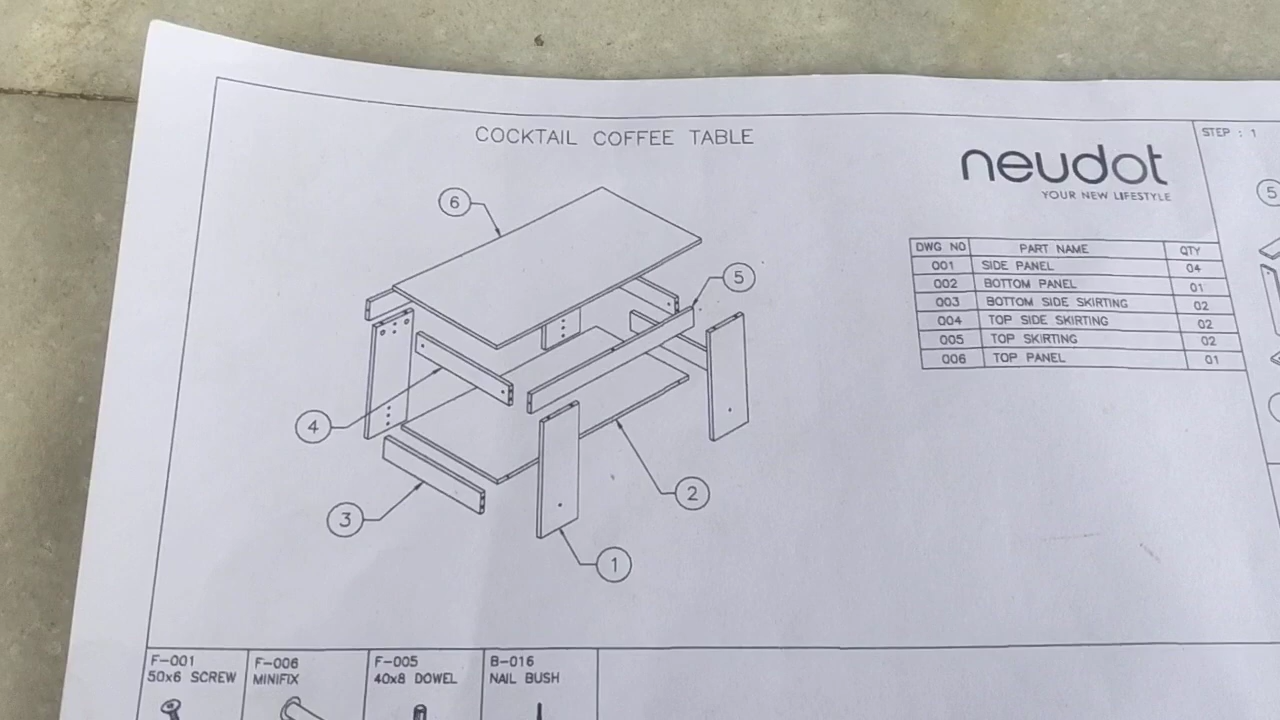 COCKTAIL COFFEE TABLE
neudot
YOUR NEW LIFESTYLE
STEP : 1
DWG NO PART NAME QTY
001 SIDE PANEL 04
002 BOTTOM PANEL 01
003 BOTTOM SIDE SKIRTING 02
004 TOP SIDE SKIRTING 02
005 TOP SKIRTING 02
006 TOP PANEL 01
6
5
4
3
2
1
5
F-001
50x6 SCREW
F-006
MINIFIX
F-005
40x8 DOWEL
B-016
NAIL BUSH